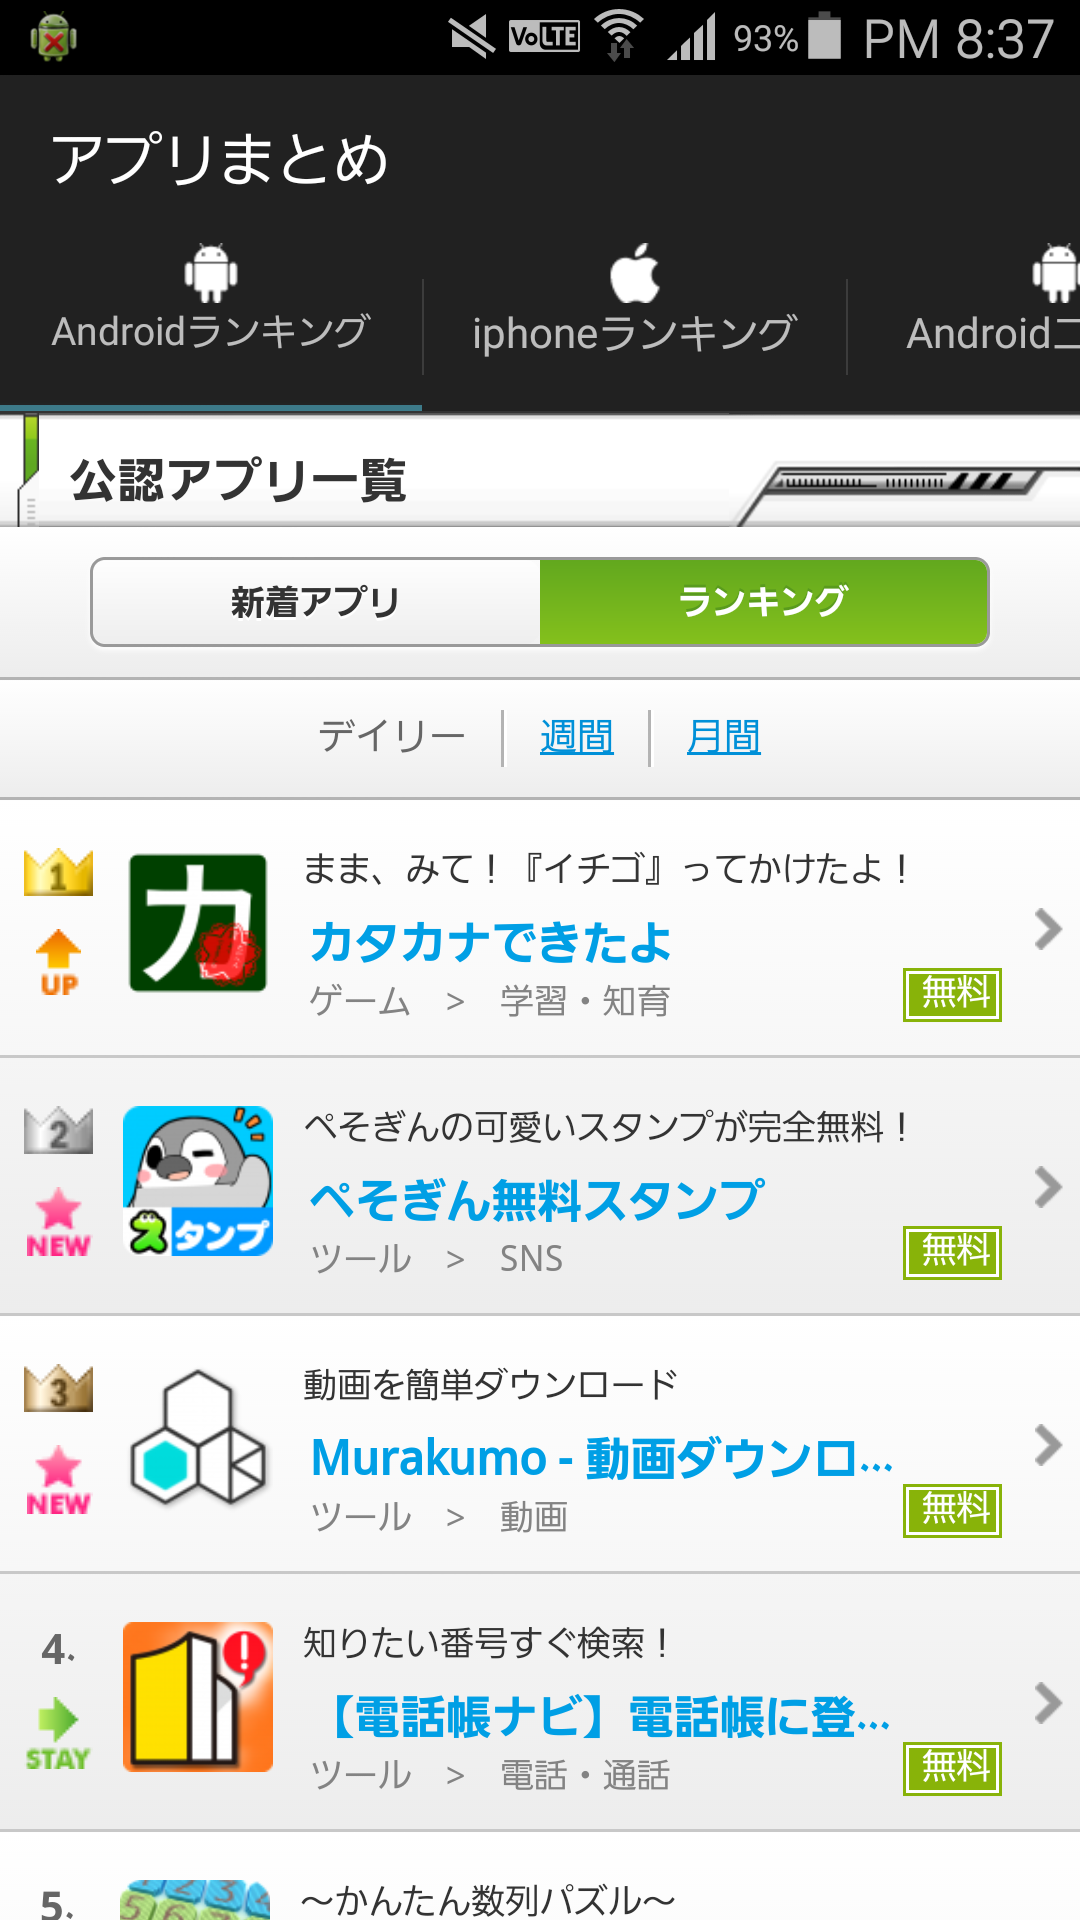 VoLTE 93% PM 8:37
アプリまとめ
Androidランキング
iphoneランキング
Androidニ
公認アプリ一覧
新着アプリ
ランキング
デイリー
週間
月間
1
UP
カ
まま、みて！『イチゴ』ってかけたよ！
カタカナできたよ
ゲーム > 学習・知育
無料
2
NEW
スタンプ
ぺそぎんの可愛いスタンプが完全無料！
ぺそぎん無料スタンプ
ツール > SNS
無料
3
NEW
動画を簡単ダウンロード
Murakumo - 動画ダウンロ...
ツール > 動画
無料
4.
STAY
知りたい番号すぐ検索！
【電話帳ナビ】電話帳に登...
ツール > 電話・通話
無料
5.
～かんたん数列パズル～